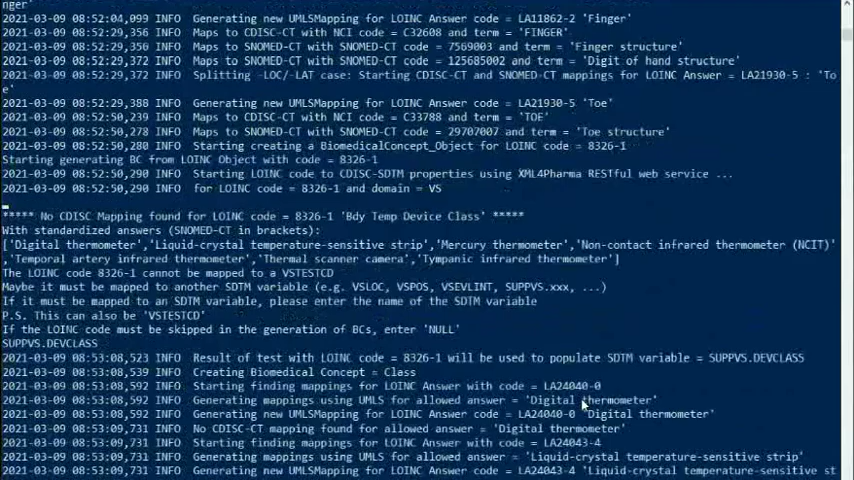 nger'
2021-03-09 08:52:04,099 INFO  Generating new UMLSMapping for LOINC Answer code = LA11862-2 'Finger'
2021-03-09 08:52:29,356 INFO  Maps to CDISC-CT with NCI code = C32608 and term = 'FINGER'
2021-03-09 08:52:29,356 INFO  Maps to SNOMED-CT with SNOMED-CT code = 7569003 and term = 'Finger structure'
2021-03-09 08:52:29,372 INFO  Maps to SNOMED-CT with SNOMED-CT code = 125685002 and term = 'Digit of hand structure'
2021-03-09 08:52:29,372 INFO  Splitting -LOC/-LAT case: Starting CDISC-CT and SNOMED-CT mappings for LOINC Answer = LA21930-5 : 'To
e'
2021-03-09 08:52:29,388 INFO  Generating new UMLSMapping for LOINC Answer code = LA21930-5 'Toe'
2021-03-09 08:52:50,239 INFO  Maps to CDISC-CT with NCI code = C33788 and term = 'TOE'
2021-03-09 08:52:50,278 INFO  Maps to SNOMED-CT with SNOMED-CT code = 29707007 and term = 'Toe structure'
2021-03-09 08:52:50,280 INFO  Starting creating a BiomedicalConcept_Object for LOINC code = 8326-1
Starting generating BC from LOINC Object with code = 8326-1
2021-03-09 08:52:50,290 INFO  Starting LOINC code to CDISC-SDTM properties using XML4Pharma RESTful web service ...
2021-03-09 08:52:50,290 INFO  for LOINC code = 8326-1 and domain = VS
***** No CDISC Mapping found for LOINC code = 8326-1 'Bdy Temp Device Class' *****
With standardized answers (SNOMED-CT in brackets):
['Digital thermometer','Liquid-crystal temperature-sensitive strip','Mercury thermometer','Non-contact infrared thermometer (NCIT)'
,'Temporal artery infrared thermometer','Thermal scanner camera','Tympanic infrared thermometer']
The LOINC code 8326-1 cannot be mapped to a VSTESTCD
Maybe it must be mapped to another SDTM variable (e.g. VSLOC, VSPOS, VSEVLINT, SUPPVS.xxx, ...)
If it must be mapped to an SDTM variable, please enter the name of the SDTM variable
P.S. This can also be 'VSTESTCD'
If the LOINC code must be skipped in the generation of BCs, enter 'NULL'
SUPPVS.DEVCLASS
2021-03-09 08:53:08,523 INFO  Result of test with LOINC code = 8326-1 will be used to populate SDTM variable = SUPPVS.DEVCLASS
2021-03-09 08:53:08,539 INFO  Creating Biomedical Concept = Class
2021-03-09 08:53:08,592 INFO  Starting finding mappings for LOINC Answer with code = LA24040-0
2021-03-09 08:53:08,592 INFO  Generating mappings using UMLS for allowed answer = 'Digital thermometer'
2021-03-09 08:53:08,592 INFO  Generating new UMLSMapping for LOINC Answer code = LA24040-0 'Digital thermometer'
2021-03-09 08:53:09,731 INFO  No CDISC-CT mapping found for allowed answer = 'Digital thermometer'
2021-03-09 08:53:09,731 INFO  Starting finding mappings for LOINC Answer with code = LA24043-4
2021-03-09 08:53:09,731 INFO  Generating mappings using UMLS for allowed answer = 'Liquid-crystal temperature-sensitive strip'
2021-03-09 08:53:09,731 INFO  Generating new UMLSMapping for LOINC Answer code = LA24043-4 'Liquid-crystal temperature-sensitive st